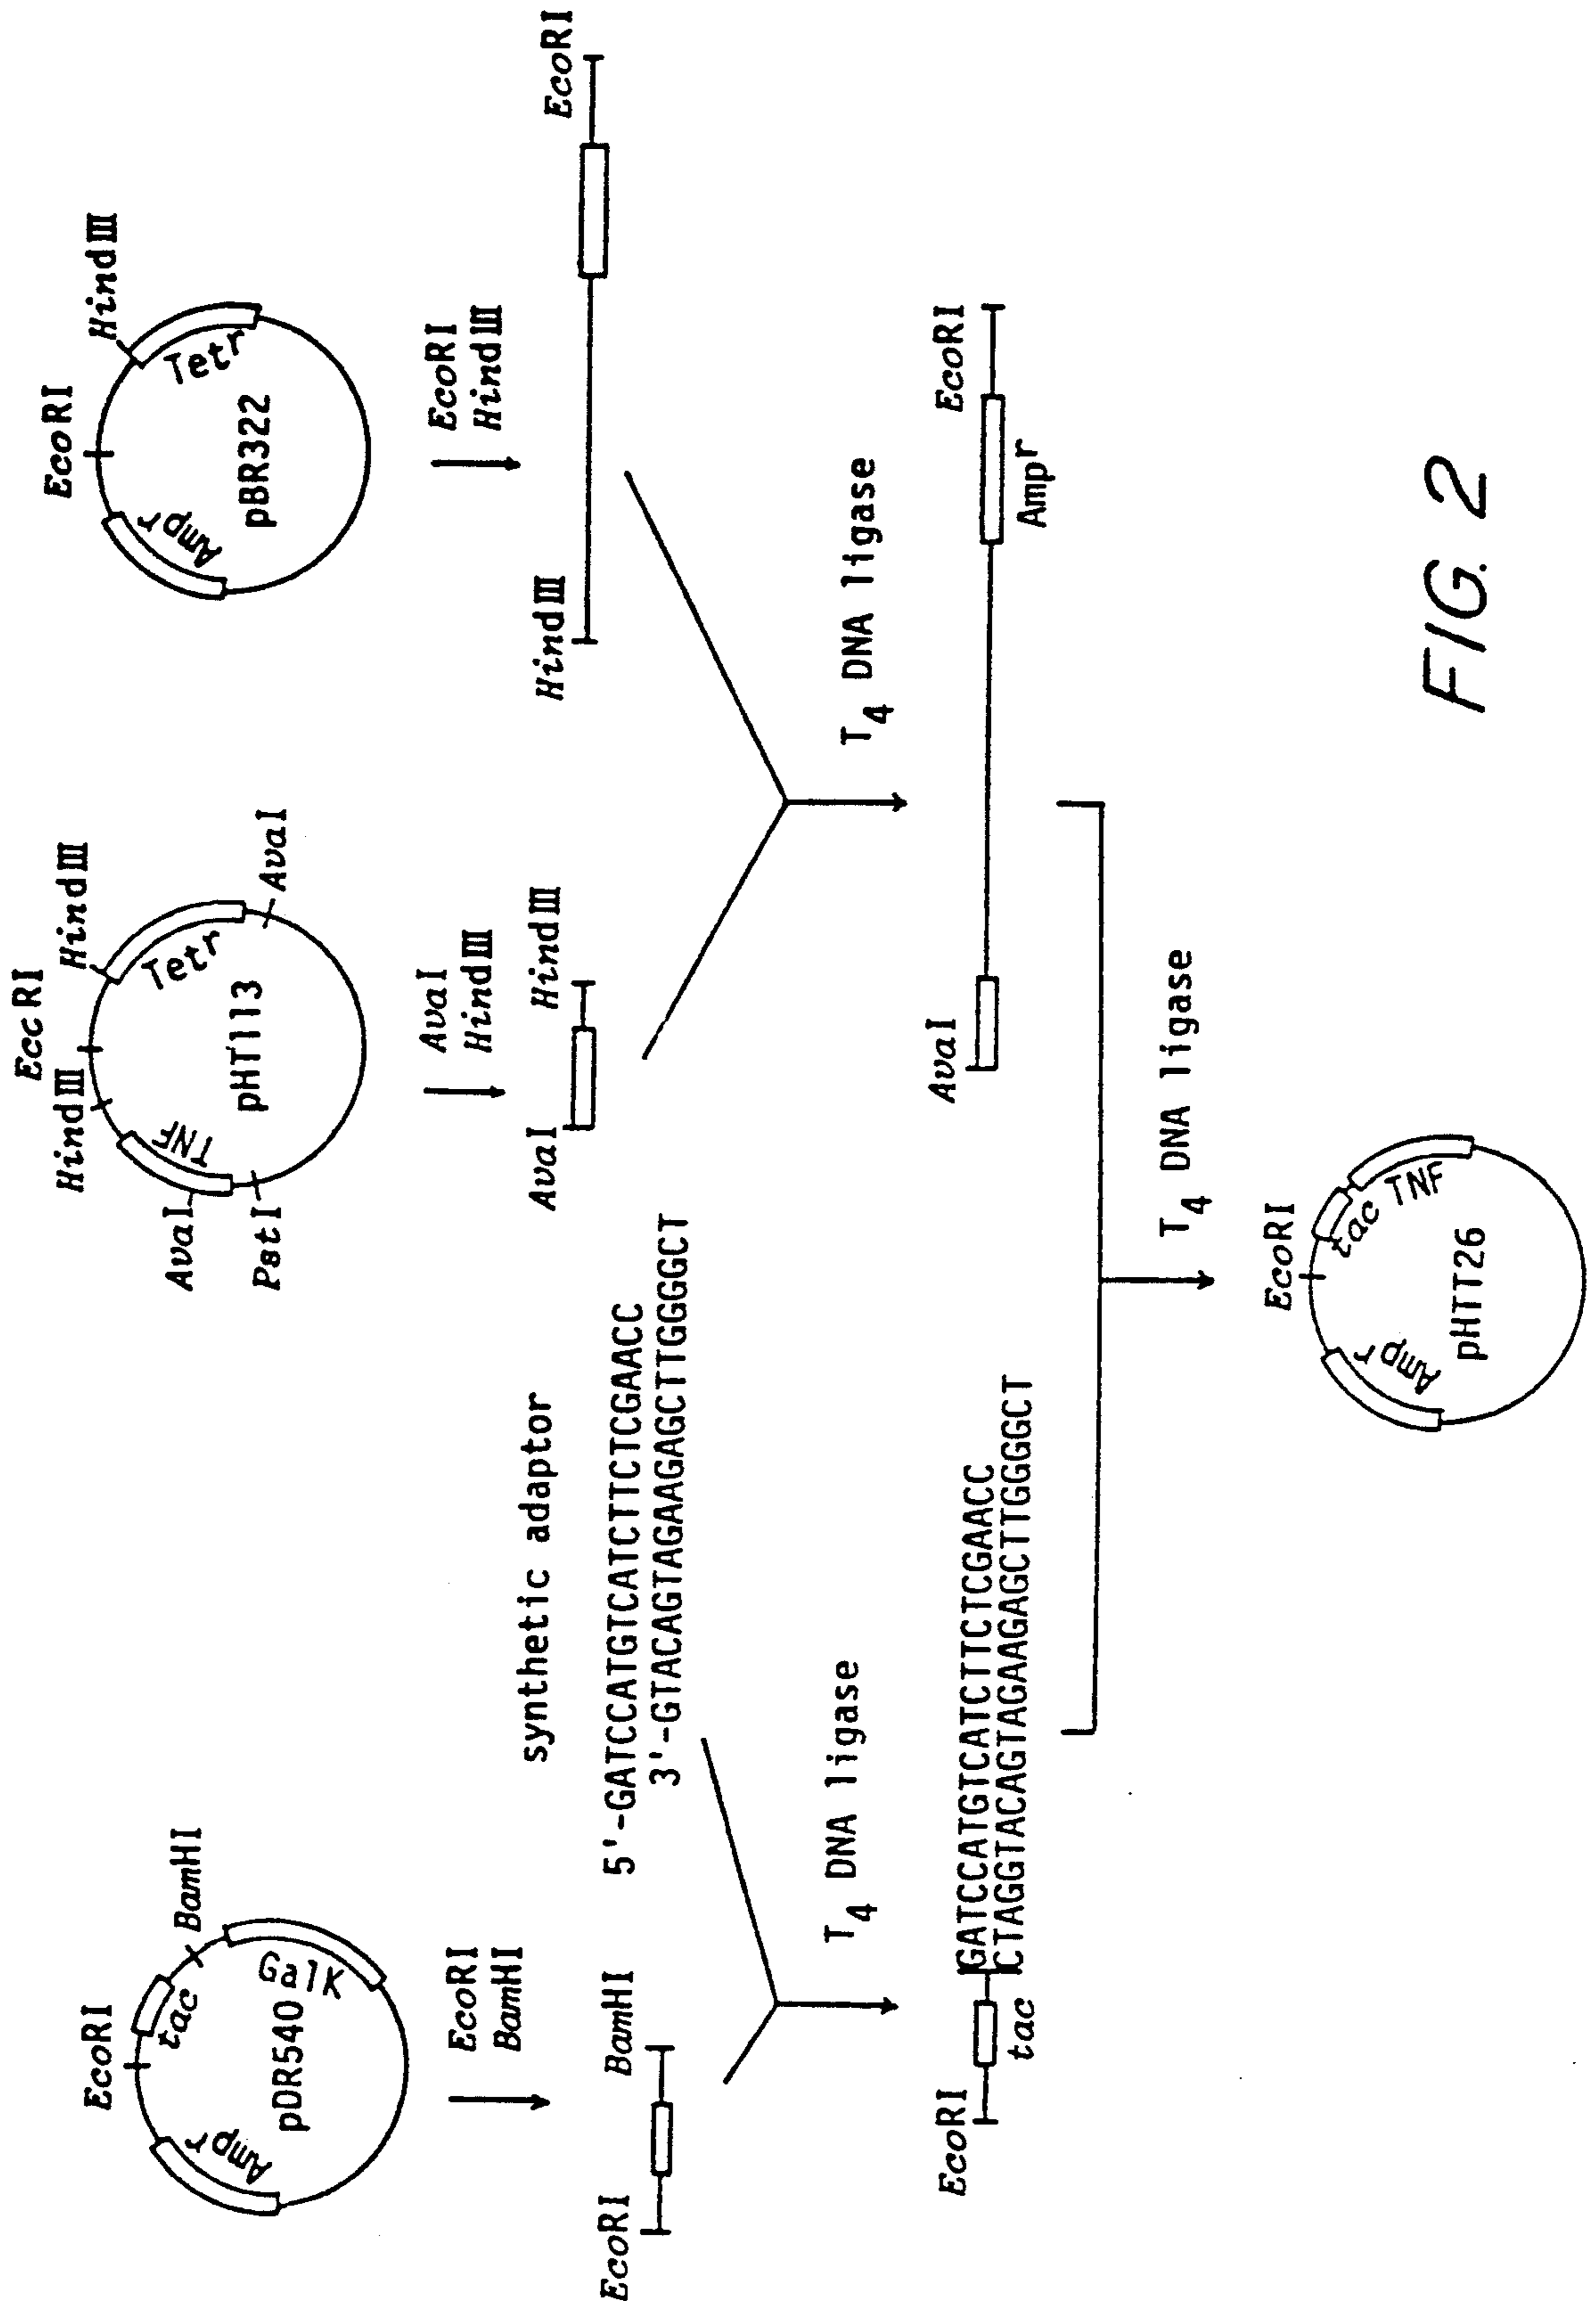 EcoRI
BamHI
Ampr
tac
GalK
pDR540
EcoRI
BamHI
EcoRI
BamHI
synthetic adaptor
5'-GATCCATGTCATCTTCTCGAACC
3'-GTACAGTAGAAGAGCTTGGGGCT
T4 DNA ligase
EccRI
HindIII
HindIII
TNF
Tetr
pHT113
AvaI
AvaI
PstI
AvaI
HindIII
AvaI
HindIII
EcoRI
HindIII
Ampr
Tetr
pBR322
EcoRI
HindIII
HindIII
EcoRI
T4 DNA ligase
EcoRI
tac
GATCCATGTCATCTTCTCGAACC
CTAGGTACAGTAGAAGAGCTTGGGGCT
AvaI
EcoRI
Ampr
T4 DNA ligase
EcoRI
Ampr
tac
TNF
pHTT26
FIG. 2